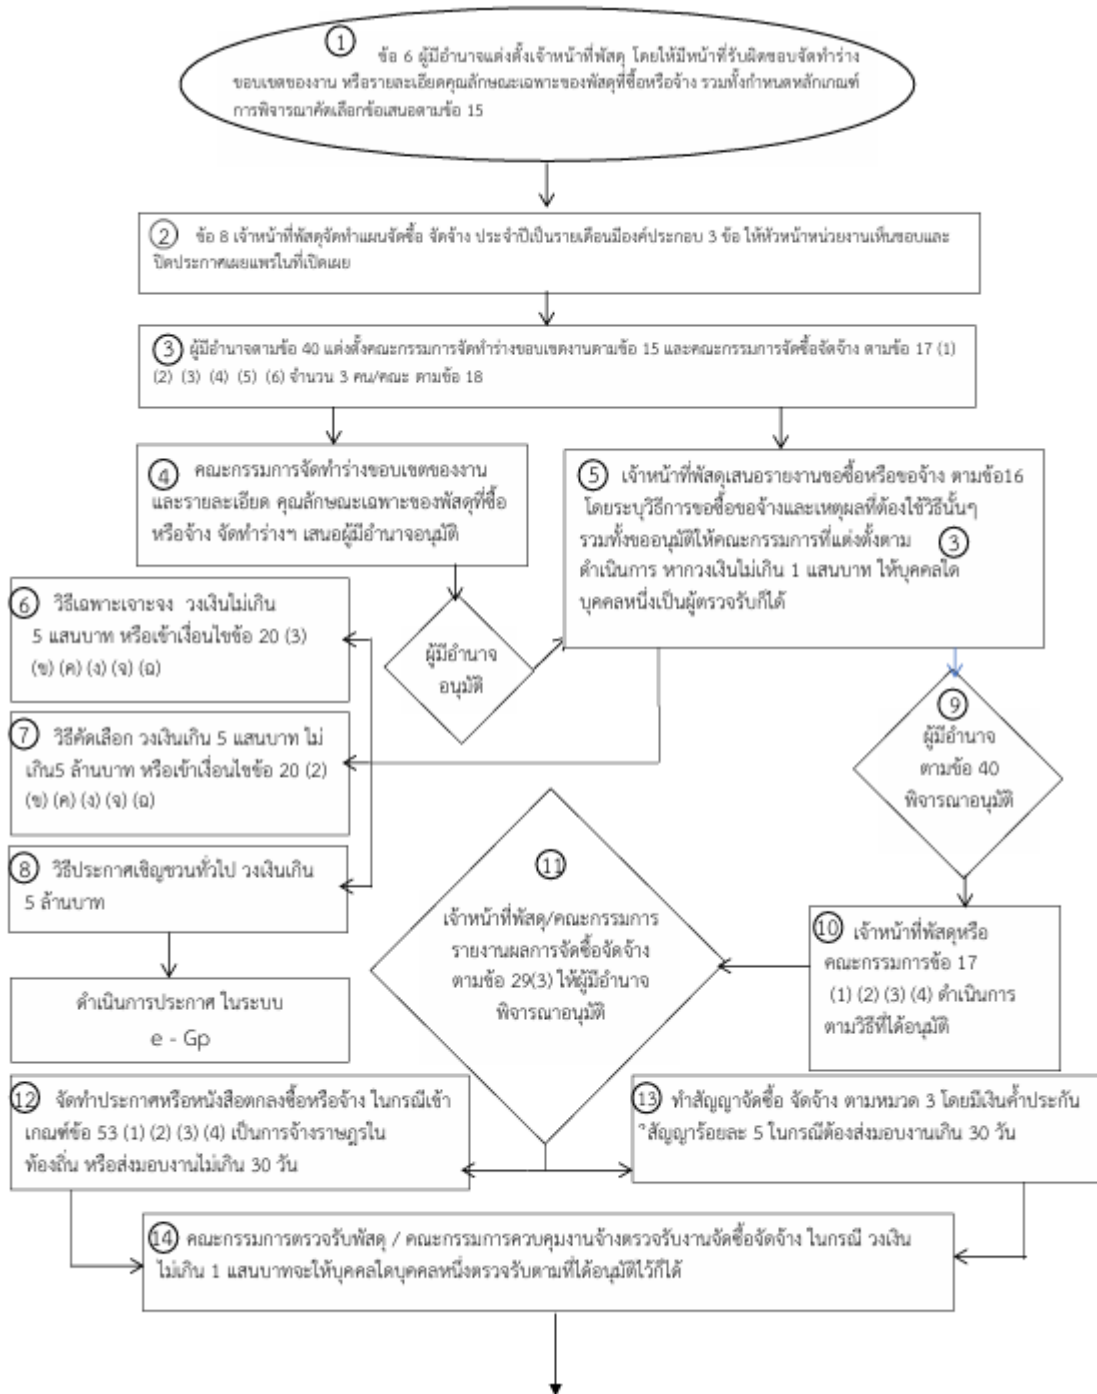 ① ข้อ 6 ผู้มีอำนาจแต่งตั้งเจ้าหน้าที่พัสดุ โดยให้มีหน้าที่รับผิดชอบจัดทำร่าง
ขอบเขตของงาน หรือรายละเอียดคุณลักษณะเฉพาะของพัสดุที่ซื้อหรือจ้าง รวมทั้งกำหนดหลักเกณฑ์
การพิจารณาคัดเลือกข้อเสนอตามข้อ 15
② ข้อ 8 เจ้าหน้าที่พัสดุจัดทำแผนจัดซื้อ จัดจ้าง ประจำปีเป็นรายเดือนมีองค์ประกอบ 3 ข้อ ให้หัวหน้าหน่วยงานเห็นชอบและ
ปิดประกาศเผยแพร่ในที่เปิดเผย
③ ผู้มีอำนาจตามข้อ 40 แต่งตั้งคณะกรรมการจัดทำร่างขอบเขตงานตามข้อ 15 และคณะกรรมการจัดซื้อจัดจ้าง ตามข้อ 17 (1)
(2) (3) (4) (5) (6) จำนวน 3 คน/คณะ ตามข้อ 18
④ คณะกรรมการจัดทำร่างขอบเขตของงาน
และรายละเอียด คุณลักษณะเฉพาะของพัสดุที่ซื้อ
หรือจ้าง จัดทำร่างฯ เสนอผู้มีอำนาจอนุมัติ
⑤ เจ้าหน้าที่พัสดุเสนอรายงานขอซื้อหรือขอจ้าง ตามข้อ16
โดยระบุวิธีการขอซื้อขอจ้างและเหตุผลที่ต้องใช้วิธีนั้นๆ
รวมทั้งขออนุมัติให้คณะกรรมการที่แต่งตั้งตาม ③
ดำเนินการ หากวงเงินไม่เกิน 1 แสนบาท ให้บุคคลใด
บุคคลหนึ่งเป็นผู้ตรวจรับก็ได้
ผู้มีอำนาจ
อนุมัติ
⑥ วิธีเฉพาะเจาะจง วงเงินไม่เกิน
5 แสนบาท หรือเข้าเงื่อนไขข้อ 20 (3)
(ข) (ค) (ง) (จ) (ฉ)
⑦ วิธีคัดเลือก วงเงินเกิน 5 แสนบาท ไม่
เกิน5 ล้านบาท หรือเข้าเงื่อนไขข้อ 20 (2)
(ข) (ค) (ง) (จ) (ฉ)
⑧ วิธีประกาศเชิญชวนทั่วไป วงเงินเกิน
5 ล้านบาท
ดำเนินการประกาศ ในระบบ
e - Gp
⑨
ผู้มีอำนาจ
ตามข้อ 40
พิจารณาอนุมัติ
⑩ เจ้าหน้าที่พัสดุหรือ
คณะกรรมการข้อ 17
(1) (2) (3) (4) ดำเนินการ
ตามวิธีที่ได้อนุมัติ
⑪
เจ้าหน้าที่พัสดุ/คณะกรรมการ
รายงานผลการจัดซื้อจัดจ้าง
ตามข้อ 29(3) ให้ผู้มีอำนาจ
พิจารณาอนุมัติ
⑫ จัดทำประกาศหรือหนังสือตกลงซื้อหรือจ้าง ในกรณีเข้า
เกณฑ์ข้อ 53 (1) (2) (3) (4) เป็นการจ้างราษฎรใน
ท้องถิ่น หรือส่งมอบงานไม่เกิน 30 วัน
⑬ ทำสัญญาจัดซื้อ จัดจ้าง ตามหมวด 3 โดยมีเงินค้ำประกัน
สัญญาร้อยละ 5 ในกรณีต้องส่งมอบงานเกิน 30 วัน
⑭ คณะกรรมการตรวจรับพัสดุ / คณะกรรมการควบคุมงานจ้างตรวจรับงานจัดซื้อจัดจ้าง ในกรณี วงเงิน
ไม่เกิน 1 แสนบาทจะให้บุคคลใดบุคคลหนึ่งตรวจรับตามที่ได้อนุมัติไว้ก็ได้